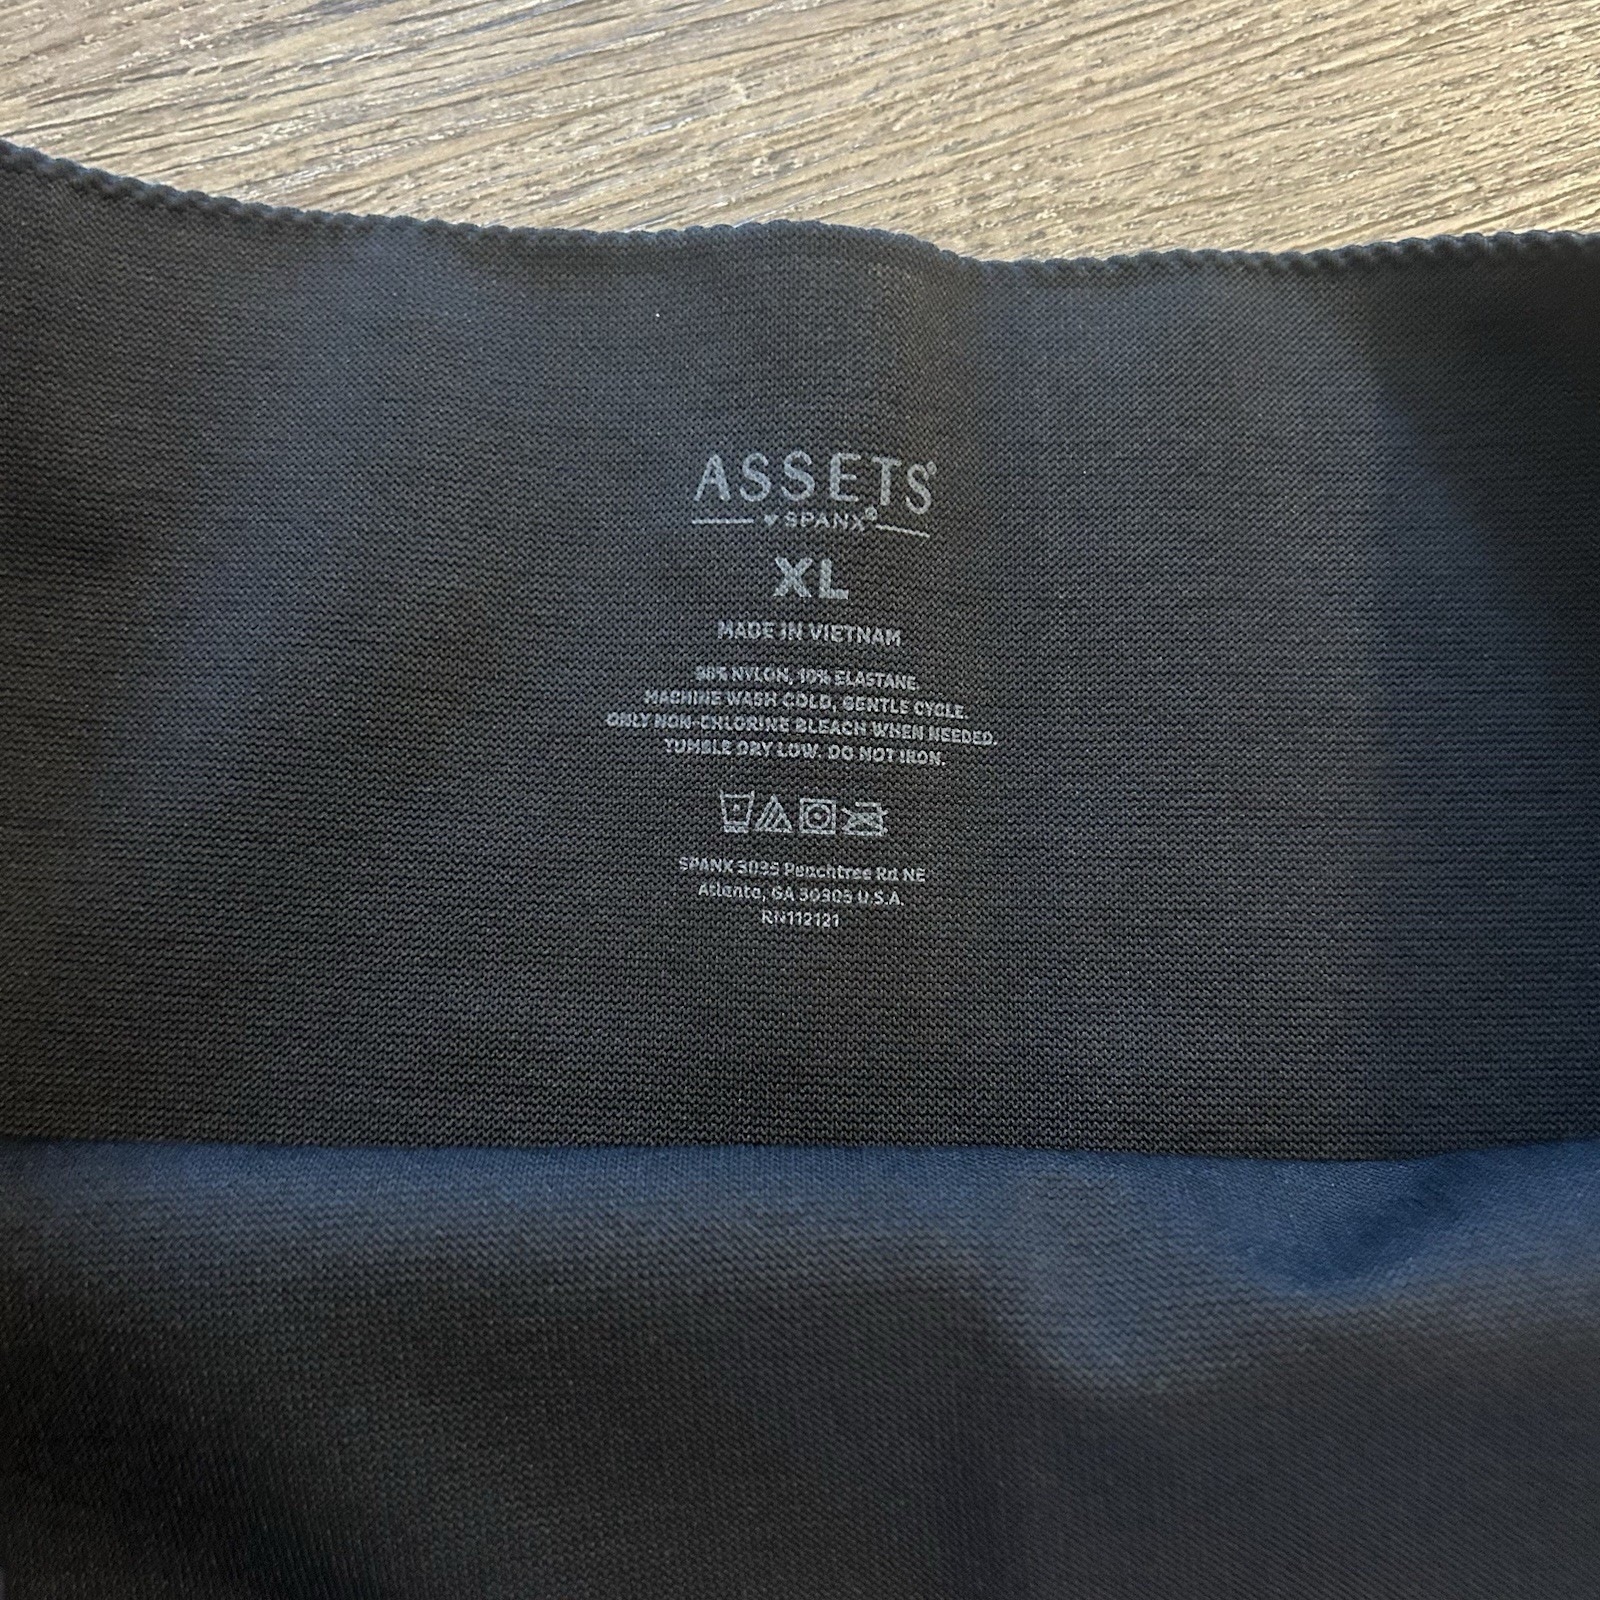 ASSETS®
♥SPANX®
XL
MADE IN VIETNAM
90% NYLON, 10% ELASTANE.
MACHINE WASH COLD, GENTLE CYCLE.
ONLY NON-CHLORINE BLEACH WHEN NEEDED.
TUMBLE DRY LOW. DO NOT IRON.
SPANX 3035 Peachtree Rd NE
Atlanta, GA 30305 U.S.A.
RN112121